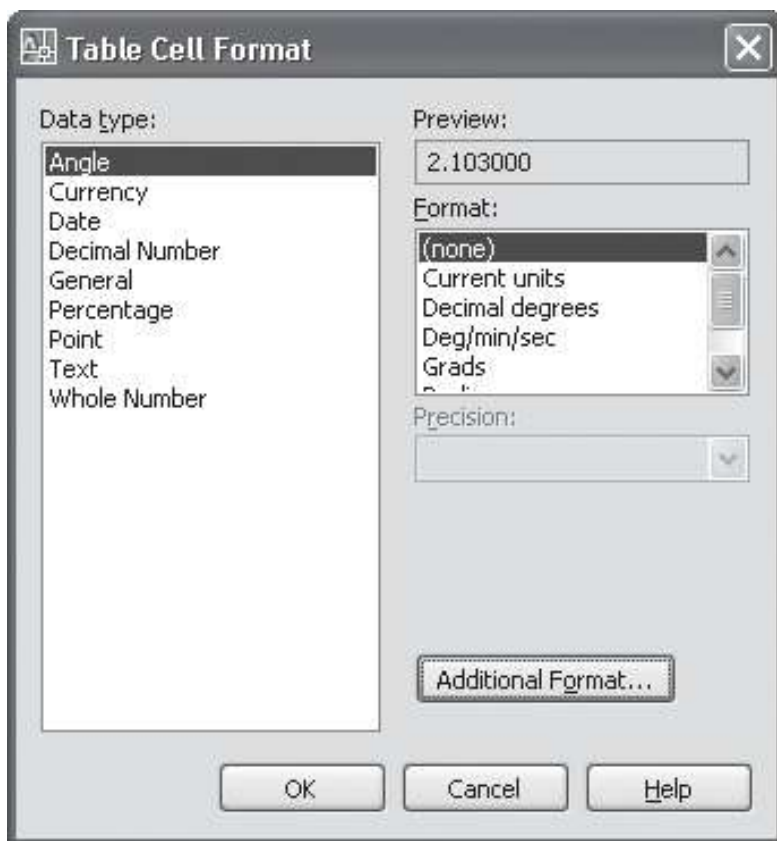 Table Cell Format
Data type:
Angle
Currency
Date
Decimal Number
General
Percentage
Point
Text
Whole Number
Preview:
2.103000
Format:
(none)
Current units
Decimal degrees
Deg/min/sec
Grads
Precision:
Additional Format...
OK
Cancel
Help